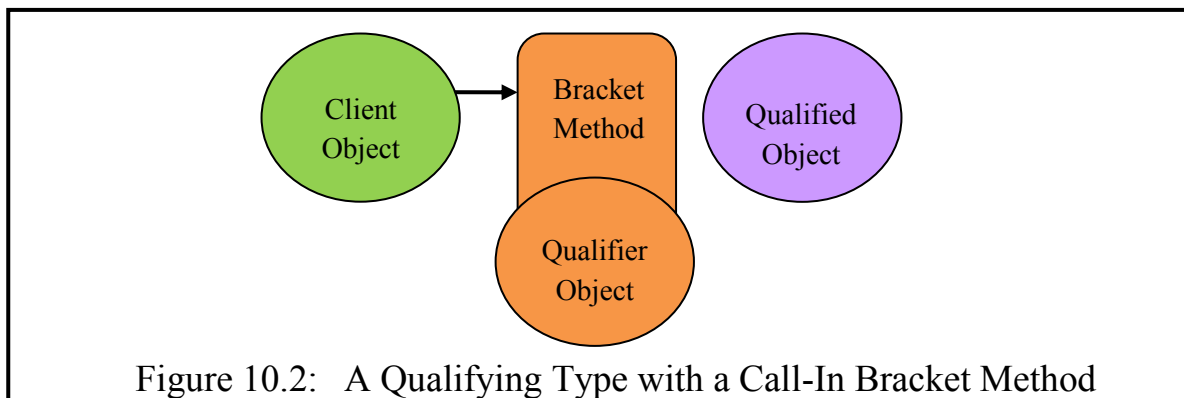 Client
Object
Bracket
Method
Qualified
Object
Qualifier
Object
Figure 10.2: A Qualifying Type with a Call-In Bracket Method